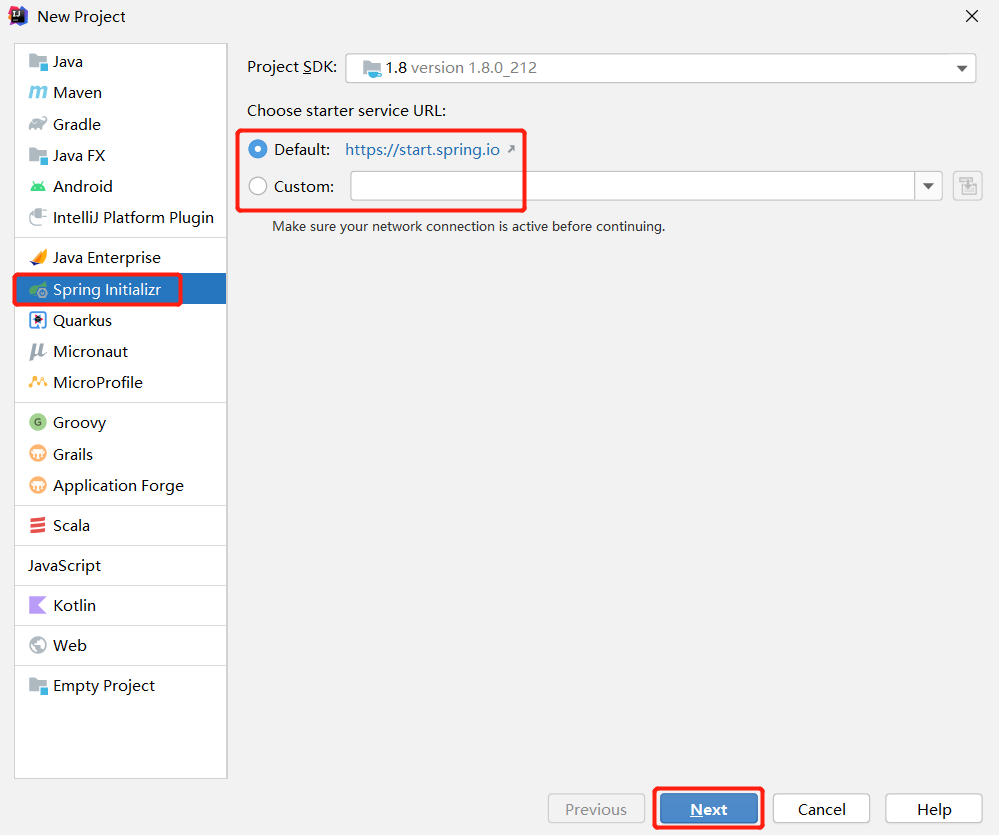 New Project
Java
Maven
Gradle
Java FX
Android
IntelliJ Platform Plugin
Java Enterprise
Spring Initializr
Quarkus
Micronaut
MicroProfile
Groovy
Grails
Application Forge
Scala
JavaScript
Kotlin
Web
Empty Project
Project SDK: 1.8 version 1.8.0_212
Choose starter service URL:
Default: https://start.spring.io
Custom:
Make sure your network connection is active before continuing.
Previous Next Cancel Help